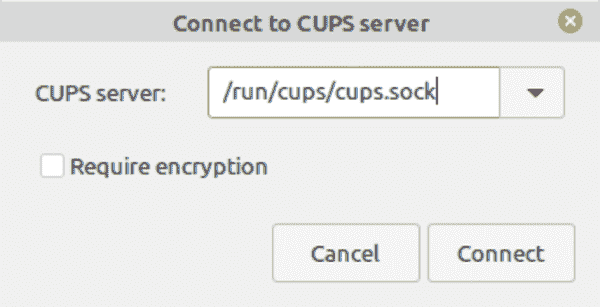 Connect to CUPS server
CUPS server: /run/cups/cups.sock
Require encryption
Cancel Connect